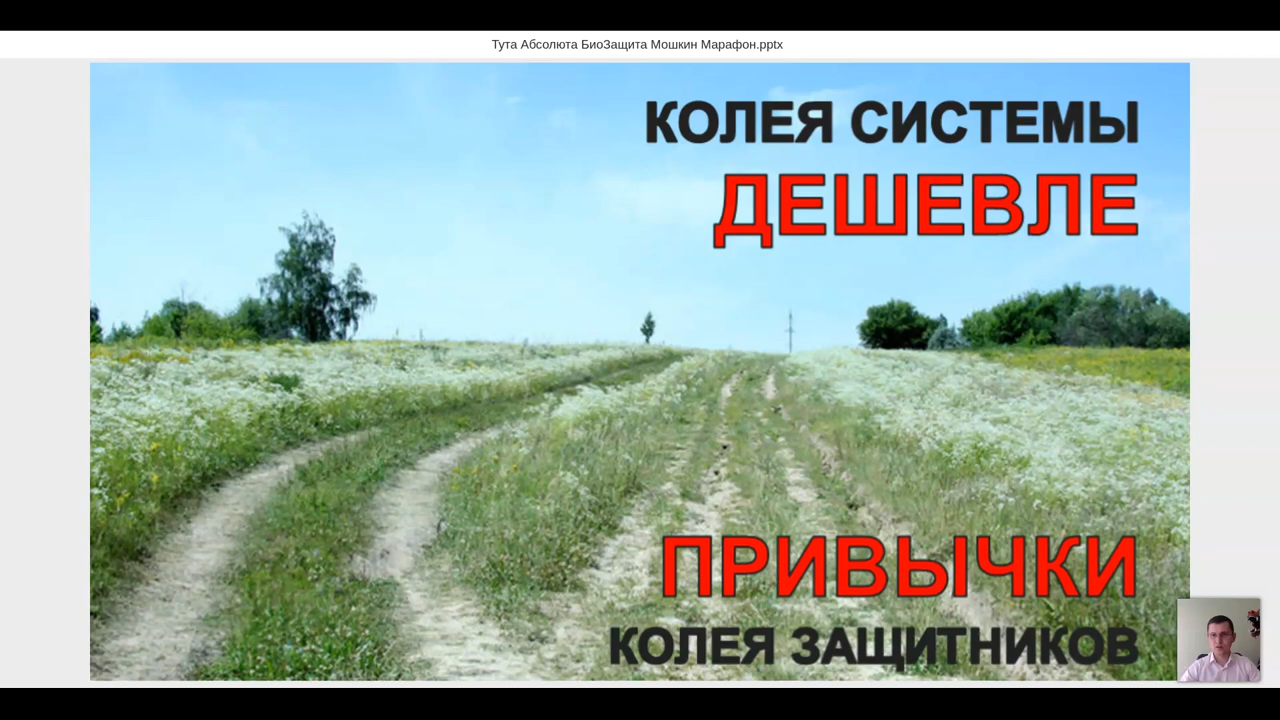 Тута Абсолюта БиоЗащита Мошкин Марафон.pptx
КОЛЕЯ СИСТЕМЫ
ДЕШЕВЛЕ
ПРИВЫЧКИ
КОЛЕЯ ЗАЩИТНИКОВ